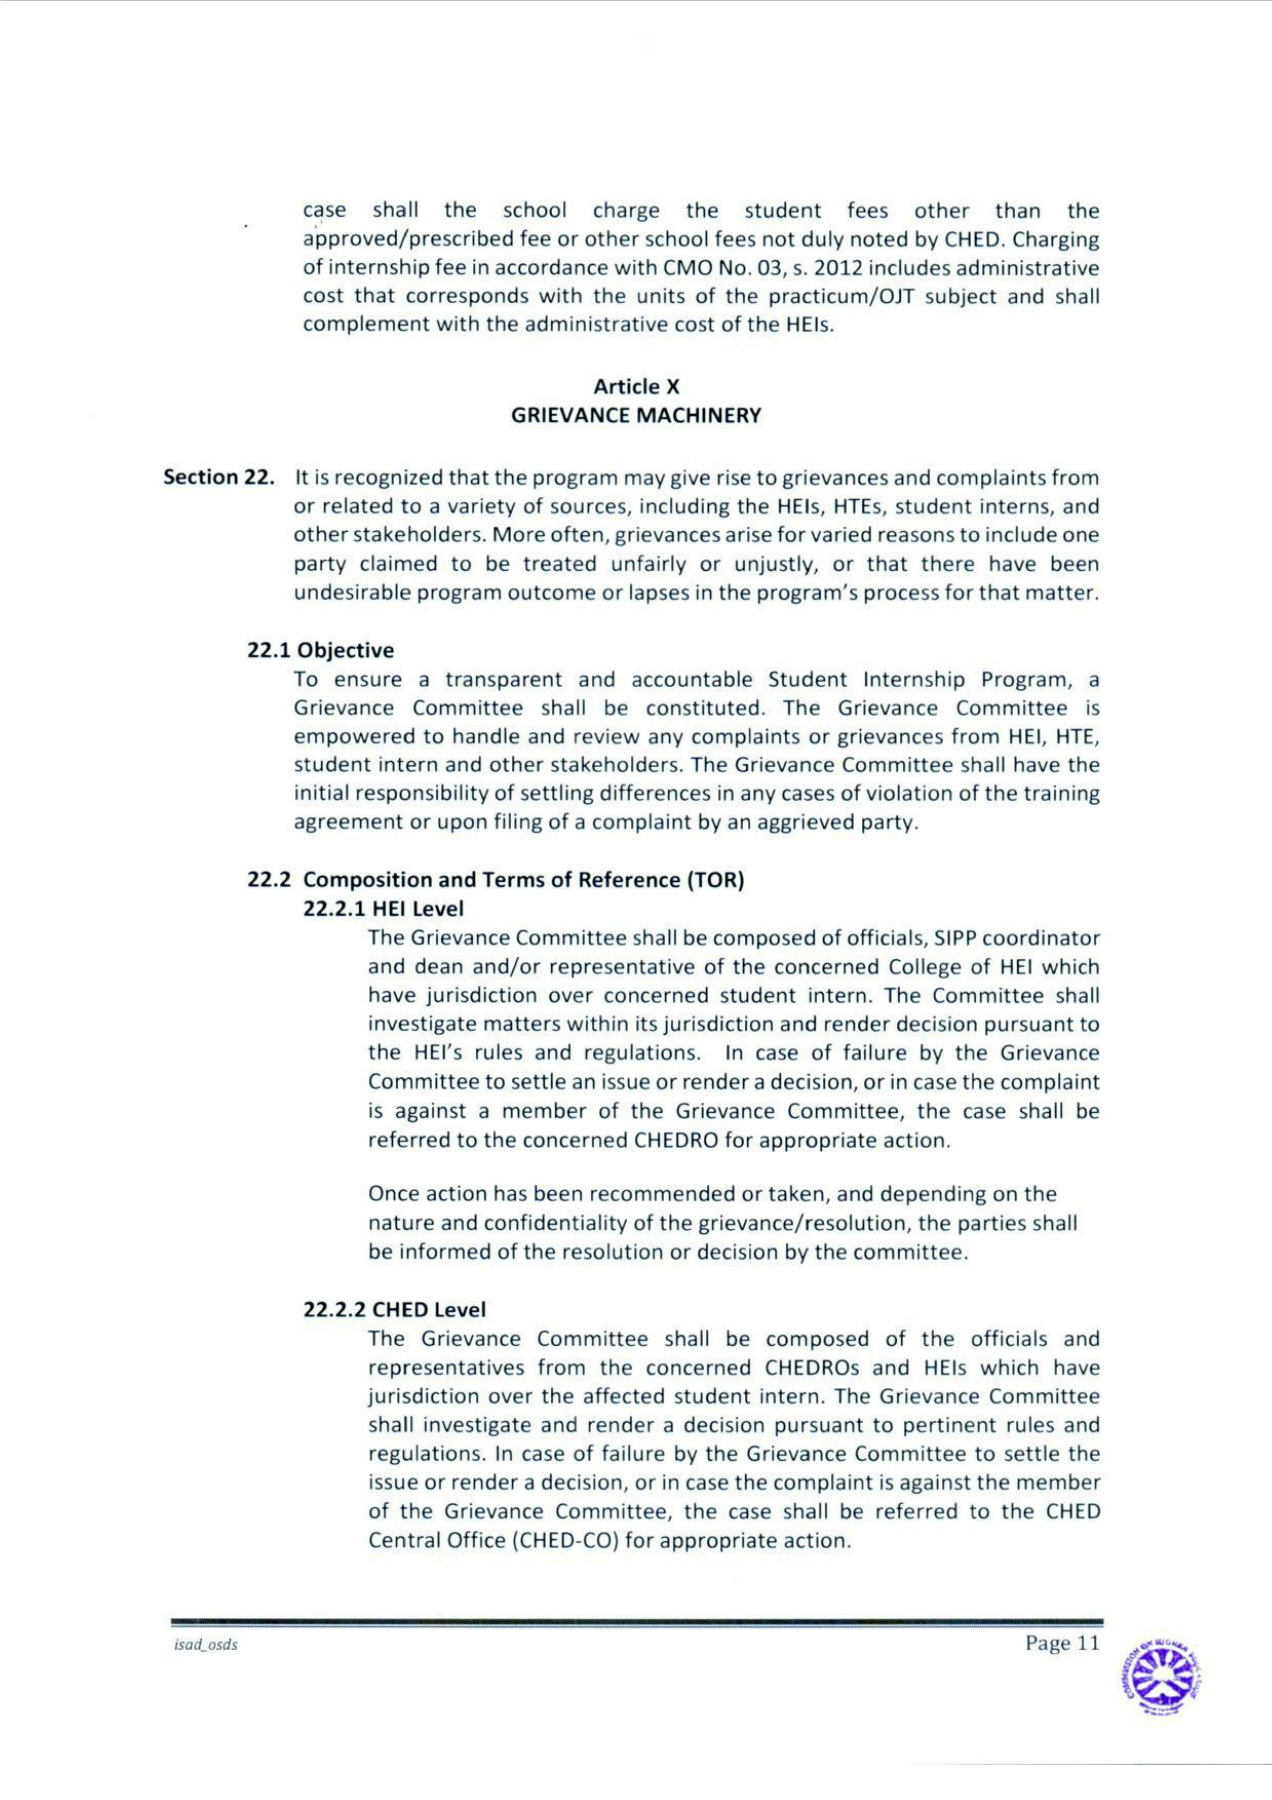 case shall the school charge the student fees other than the
approved/prescribed fee or other school fees not duly noted by CHED. Charging
of internship fee in accordance with CMO No. 03, s. 2012 includes administrative
cost that corresponds with the units of the practicum/OJT subject and shall
complement with the administrative cost of the HEIs.
Article X
GRIEVANCE MACHINERY
Section 22. It is recognized that the program may give rise to grievances and complaints from
or related to a variety of sources, including the HEIs, HTEs, student interns, and
other stakeholders. More often, grievances arise for varied reasons to include one
party claimed to be treated unfairly or unjustly, or that there have been
undesirable program outcome or lapses in the program's process for that matter.
22.1 Objective
To ensure a transparent and accountable Student Internship Program, a
Grievance Committee shall be constituted. The Grievance Committee is
empowered to handle and review any complaints or grievances from HEI, HTE,
student intern and other stakeholders. The Grievance Committee shall have the
initial responsibility of settling differences in any cases of violation of the training
agreement or upon filing of a complaint by an aggrieved party.
22.2 Composition and Terms of Reference (TOR)
22.2.1 HEI Level
The Grievance Committee shall be composed of officials, SIPP coordinator
and dean and/or representative of the concerned College of HEI which
have jurisdiction over concerned student intern. The Committee shall
investigate matters within its jurisdiction and render decision pursuant to
the HEI's rules and regulations. In case of failure by the Grievance
Committee to settle an issue or render a decision, or in case the complaint
is against a member of the Grievance Committee, the case shall be
referred to the concerned CHEDRO for appropriate action.
Once action has been recommended or taken, and depending on the
nature and confidentiality of the grievance/resolution, the parties shall
be informed of the resolution or decision by the committee.
22.2.2 CHED Level
The Grievance Committee shall be composed of the officials and
representatives from the concerned CHEDROs and HEIs which have
jurisdiction over the affected student intern. The Grievance Committee
shall investigate and render a decision pursuant to pertinent rules and
regulations. In case of failure by the Grievance Committee to settle the
issue or render a decision, or in case the complaint is against the member
of the Grievance Committee, the case shall be referred to the CHED
Central Office (CHED-CO) for appropriate action.
isad_osds
Page 11
COMMISSION ON HIGHER